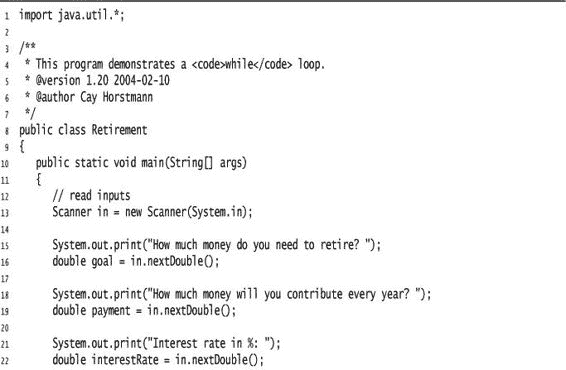 1 import java.util.*;
2
3 /**
4  * This program demonstrates a <code>while</code> loop.
5  * @version 1.20 2004-02-10
6  * @author Cay Horstmann
7  */
8 public class Retirement
9 {
10    public static void main(String[] args)
11    {
12       // read inputs
13       Scanner in = new Scanner(System.in);
14
15       System.out.print("How much money do you need to retire? ");
16       double goal = in.nextDouble();
17
18       System.out.print("How much money will you contribute every year? ");
19       double payment = in.nextDouble();
20
21       System.out.print("Interest rate in %: ");
22       double interestRate = in.nextDouble();